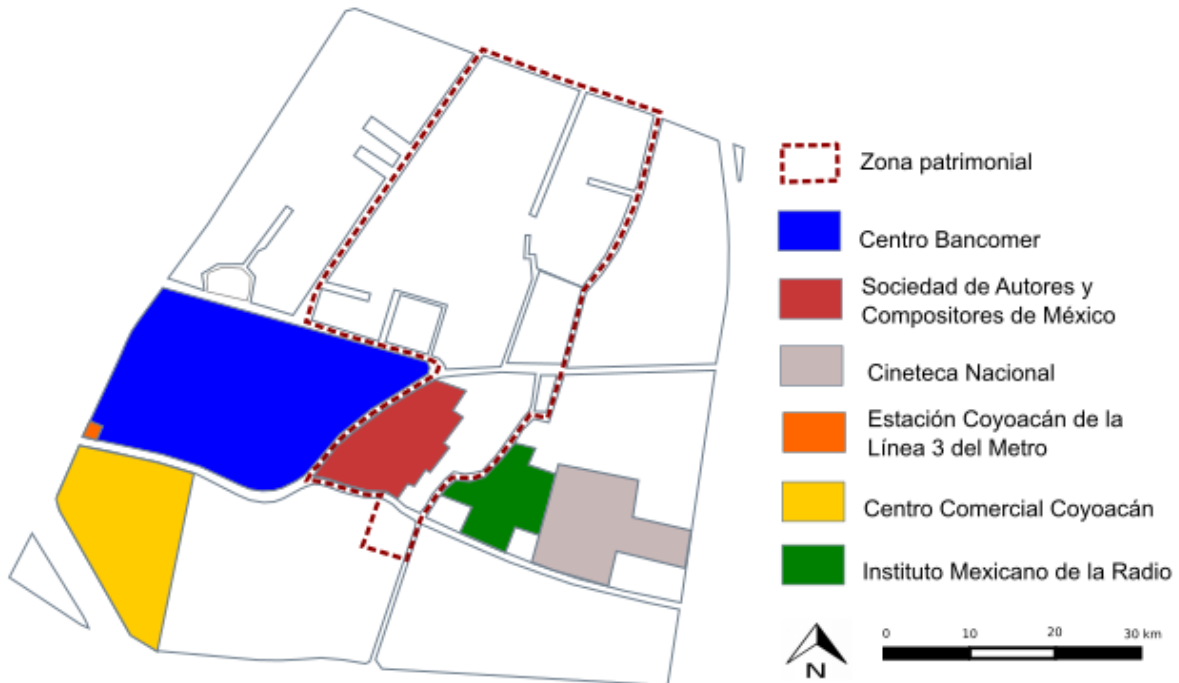 Zona patrimonial
Centro Bancomer
Sociedad de Autores y
Compositores de México
Cineteca Nacional
Estación Coyoacán de la
Línea 3 del Metro
Centro Comercial Coyoacán
Instituto Mexicano de la Radio
N
0 10 20 30 km